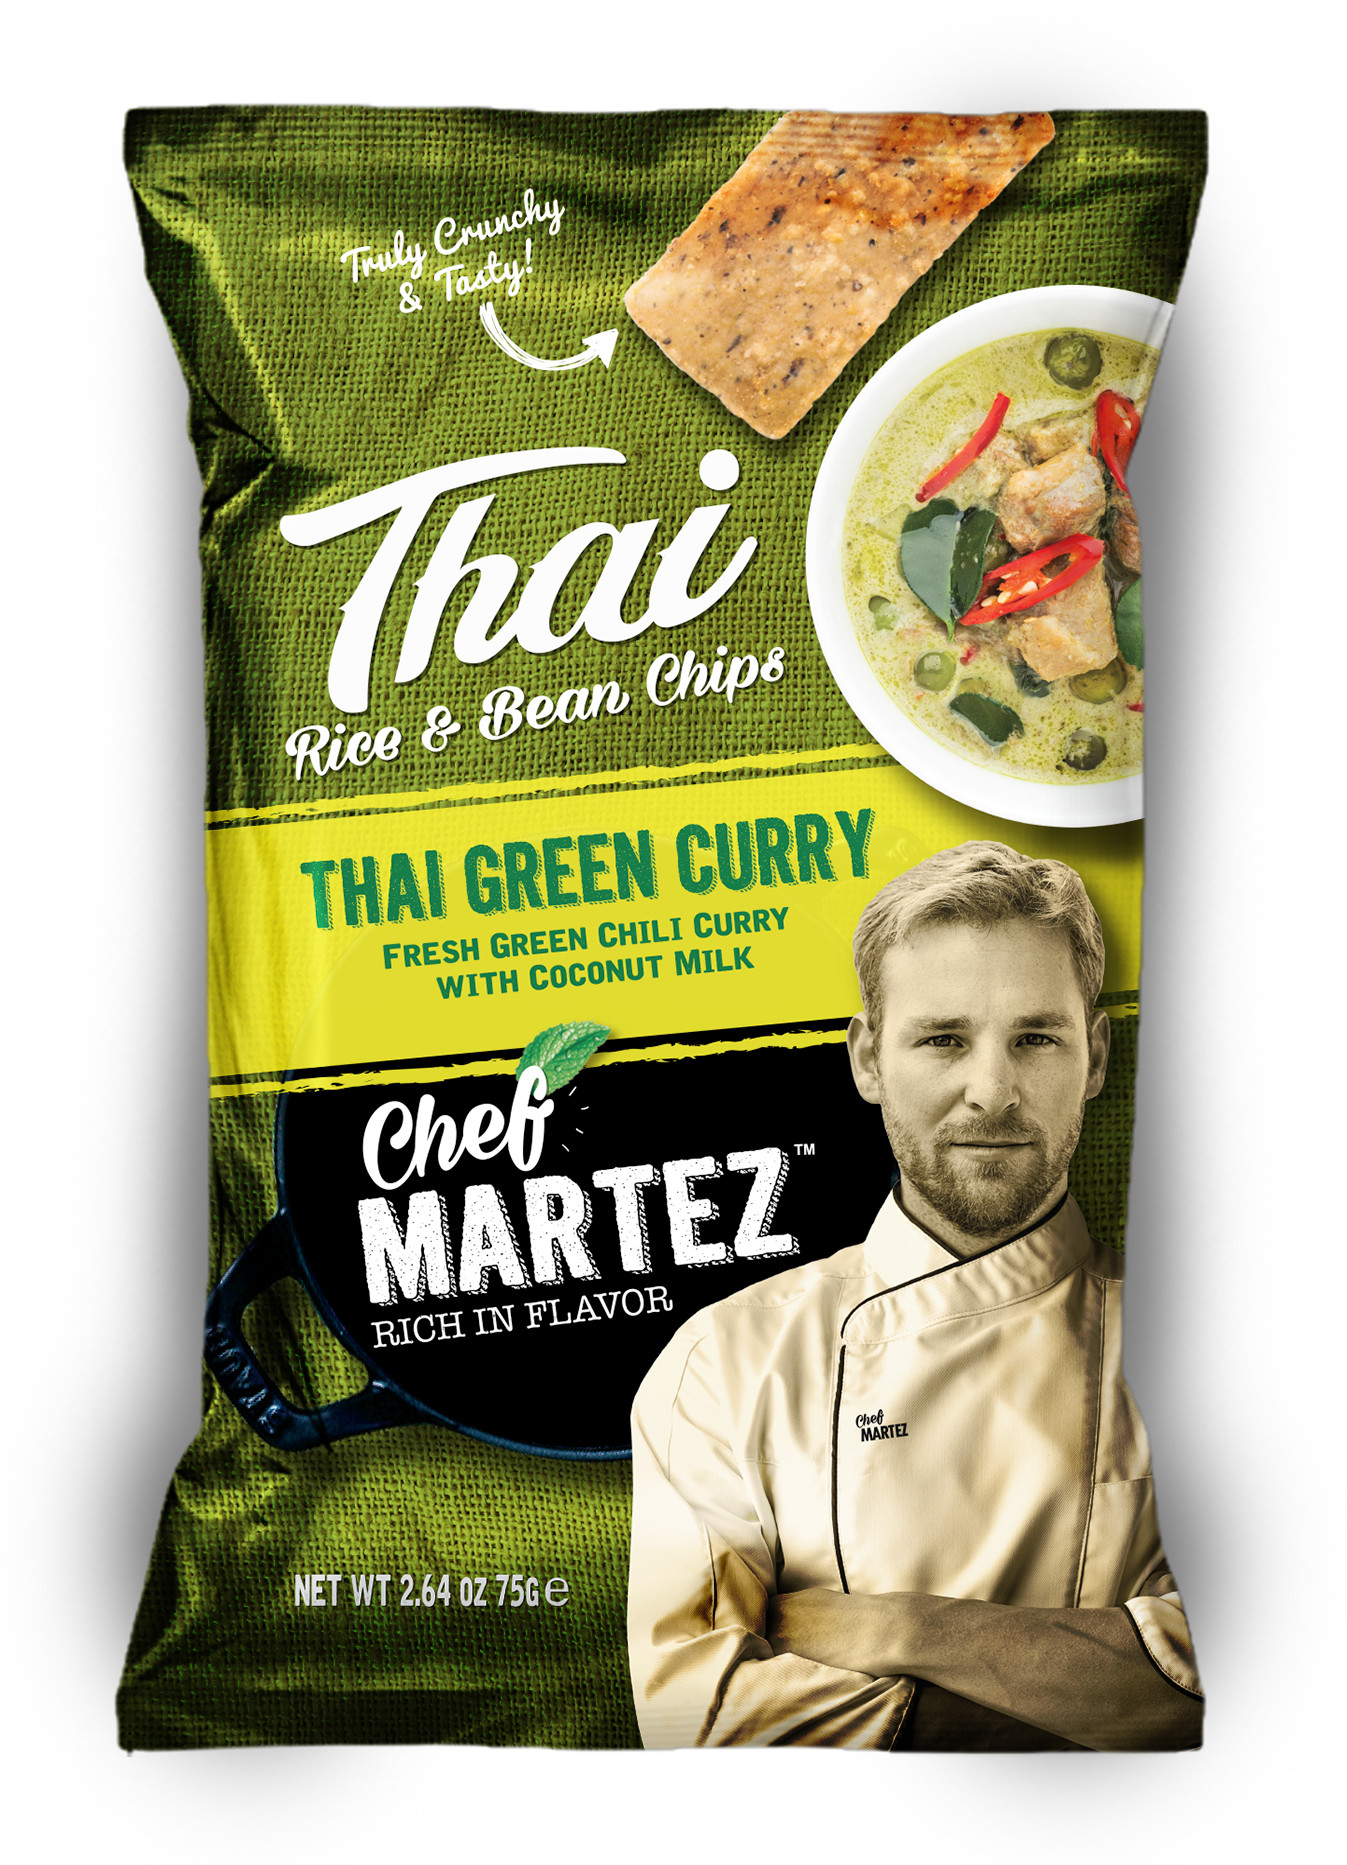 Truly Crunchy
& Tasty!
Thai
Rice & Bean Chips
THAI GREEN CURRY
FRESH GREEN CHILI CURRY
WITH COCONUT MILK
Chef
MARTEZ™
RICH IN FLAVOR
Chef
MARTEZ
NET WT 2.64 OZ 75G ℮